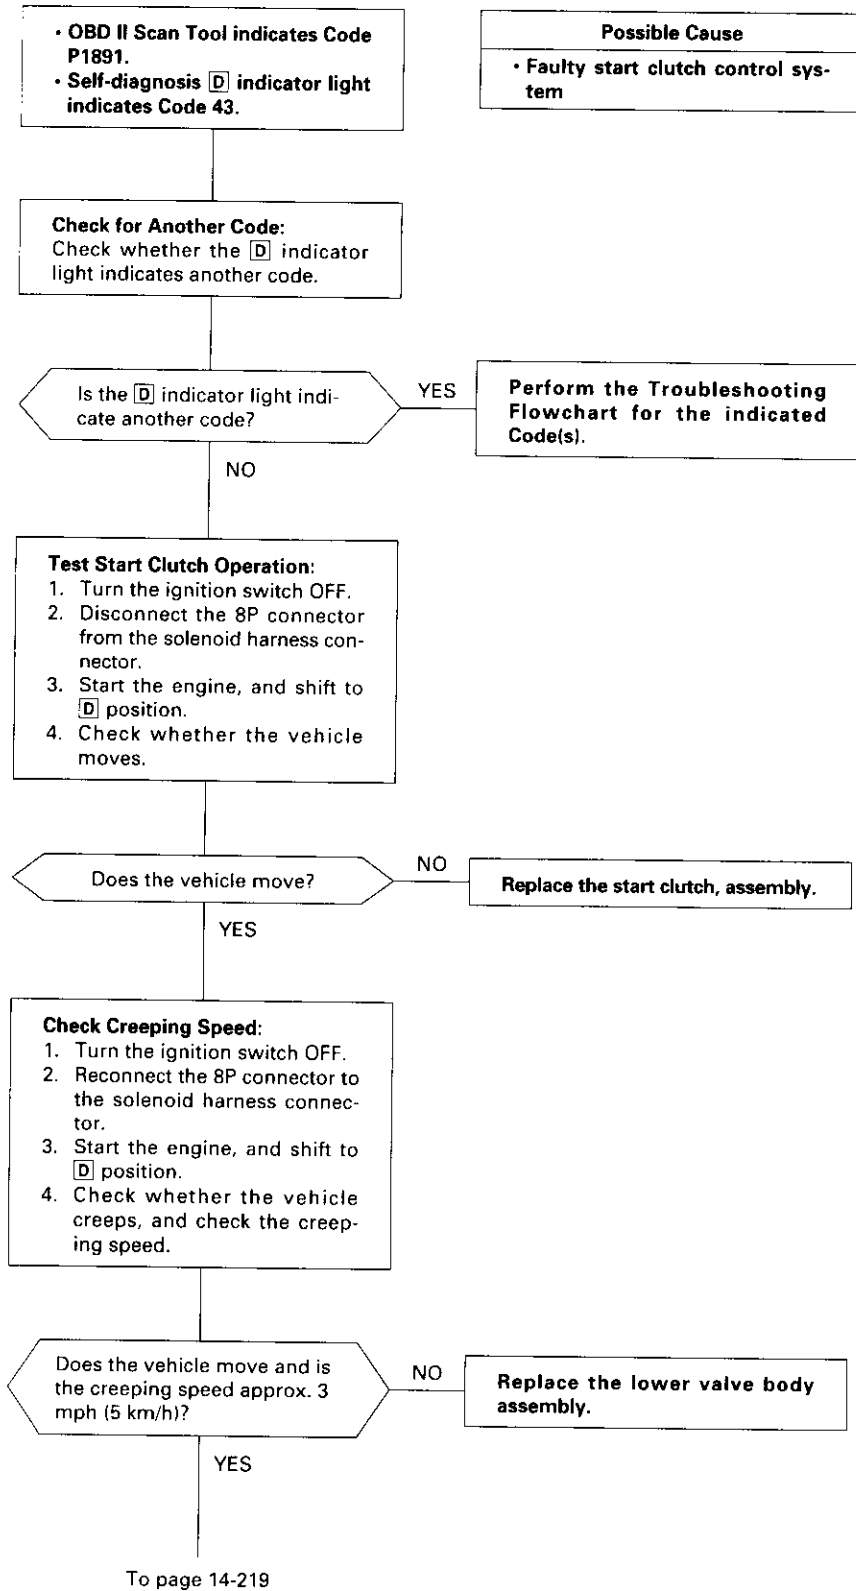 • OBD II Scan Tool indicates Code
P1891.
• Self-diagnosis D indicator light
indicates Code 43.
Possible Cause
• Faulty start clutch control sys-
tem
Check for Another Code:
Check whether the D indicator
light indicates another code.
Is the D indicator light indi-
cate another code?
YES
Perform the Troubleshooting
Flowchart for the indicated
Code(s).
NO
Test Start Clutch Operation:
1. Turn the ignition switch OFF.
2. Disconnect the 8P connector
from the solenoid harness con-
nector.
3. Start the engine, and shift to
D position.
4. Check whether the vehicle
moves.
Does the vehicle move?
NO
Replace the start clutch, assembly.
YES
Check Creeping Speed:
1. Turn the ignition switch OFF.
2. Reconnect the 8P connector to
the solenoid harness connec-
tor.
3. Start the engine, and shift to
D position.
4. Check whether the vehicle
creeps, and check the creep-
ing speed.
Does the vehicle move and is
the creeping speed approx. 3
mph (5 km/h)?
NO
Replace the lower valve body
assembly.
YES
To page 14-219